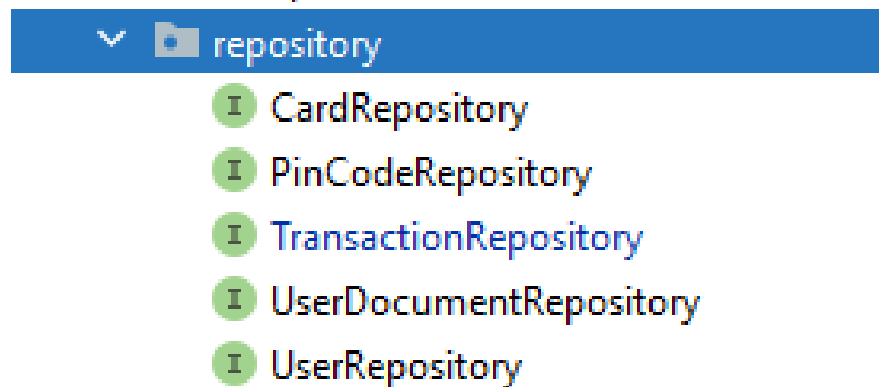 repository
I CardRepository
I PinCodeRepository
I TransactionRepository
I UserDocumentRepository
I UserRepository